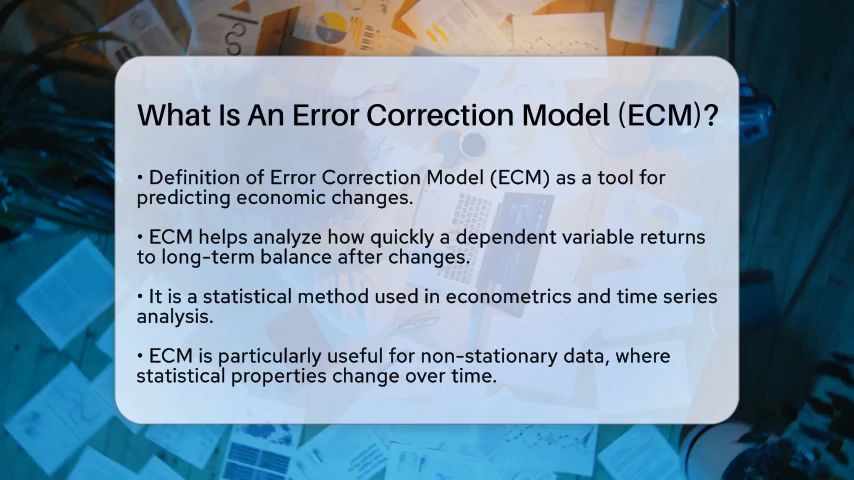 What Is An Error Correction Model (ECM)?
• Definition of Error Correction Model (ECM) as a tool for
predicting economic changes.
• ECM helps analyze how quickly a dependent variable returns
to long-term balance after changes.
• It is a statistical method used in econometrics and time series
analysis.
• ECM is particularly useful for non-stationary data, where
statistical properties change over time.